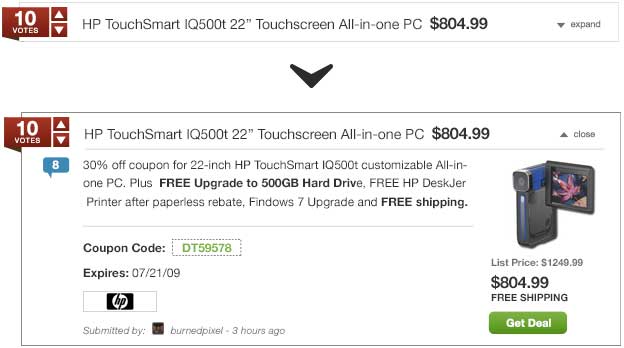 10
VOTES
HP TouchSmart IQ500t 22” Touchscreen All-in-one PC $804.99
expand
10
VOTES
HP TouchSmart IQ500t 22” Touchscreen All-in-one PC $804.99
close
8
30% off coupon for 22-inch HP TouchSmart IQ500t customizable All-in-
one PC. Plus FREE Upgrade to 500GB Hard Drive, FREE HP DeskJer
Printer after paperless rebate, Findows 7 Upgrade and FREE shipping.
Coupon Code: DT59578
Expires: 07/21/09
hp
Submitted by: burnedpixel - 3 hours ago
List Price: $1249.99
$804.99
FREE SHIPPING
Get Deal